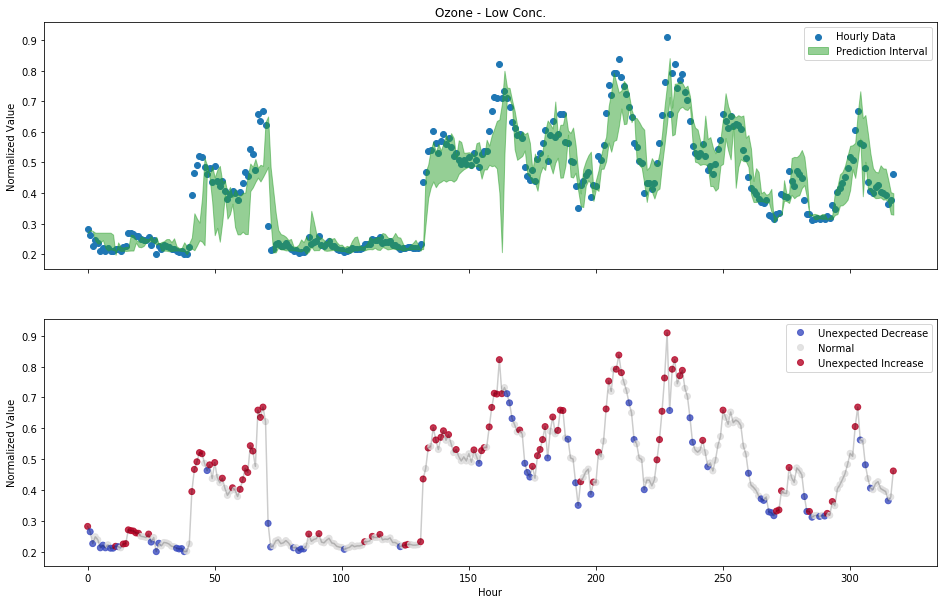 Ozone - Low Conc.
Normalized Value
0.9
0.8
0.7
0.6
0.5
0.4
0.3
0.2
Hourly Data
Prediction Interval
Normalized Value
0.9
0.8
0.7
0.6
0.5
0.4
0.3
0.2
Unexpected Decrease
Normal
Unexpected Increase
0 50 100 150 200 250 300
Hour